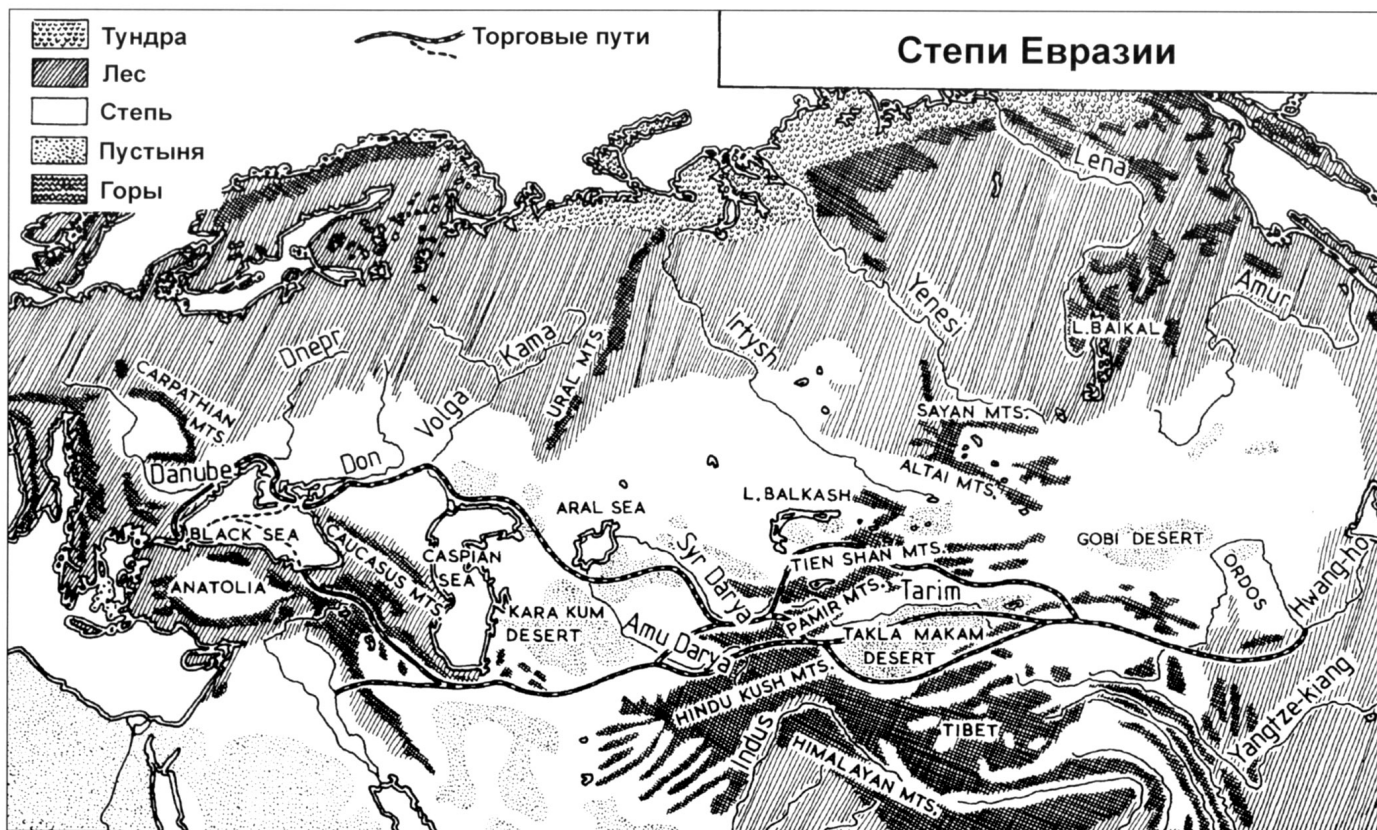 Степи Евразии
Тундра
Лес
Степь
Пустыня
Горы
Торговые пути
Lena
Yenesi
Amur
L.BAIKAL
Irtysh
Dnepr
Kama
URAL MTS.
Volga
CARPATHIAN
MTS.
Don
Danube
SAYAN MTS.
ALTAI MTS.
L.BALKASH
ARAL SEA
BLACK SEA
CAUCASUS MTS.
CASPIAN
SEA
ANATOLIA
Syr Darya
TIEN SHAN MTS.
GOBI DESERT
ORDOS
Hwang-ho
KARA KUM
DESERT
Amu Darya
PAMIR MTS.
Tarim
TAKLA MAKAM
DESERT
HINDU KUSH MTS.
Indus
HIMALAYAN MTS.
TIBET
Yangtze-kiang